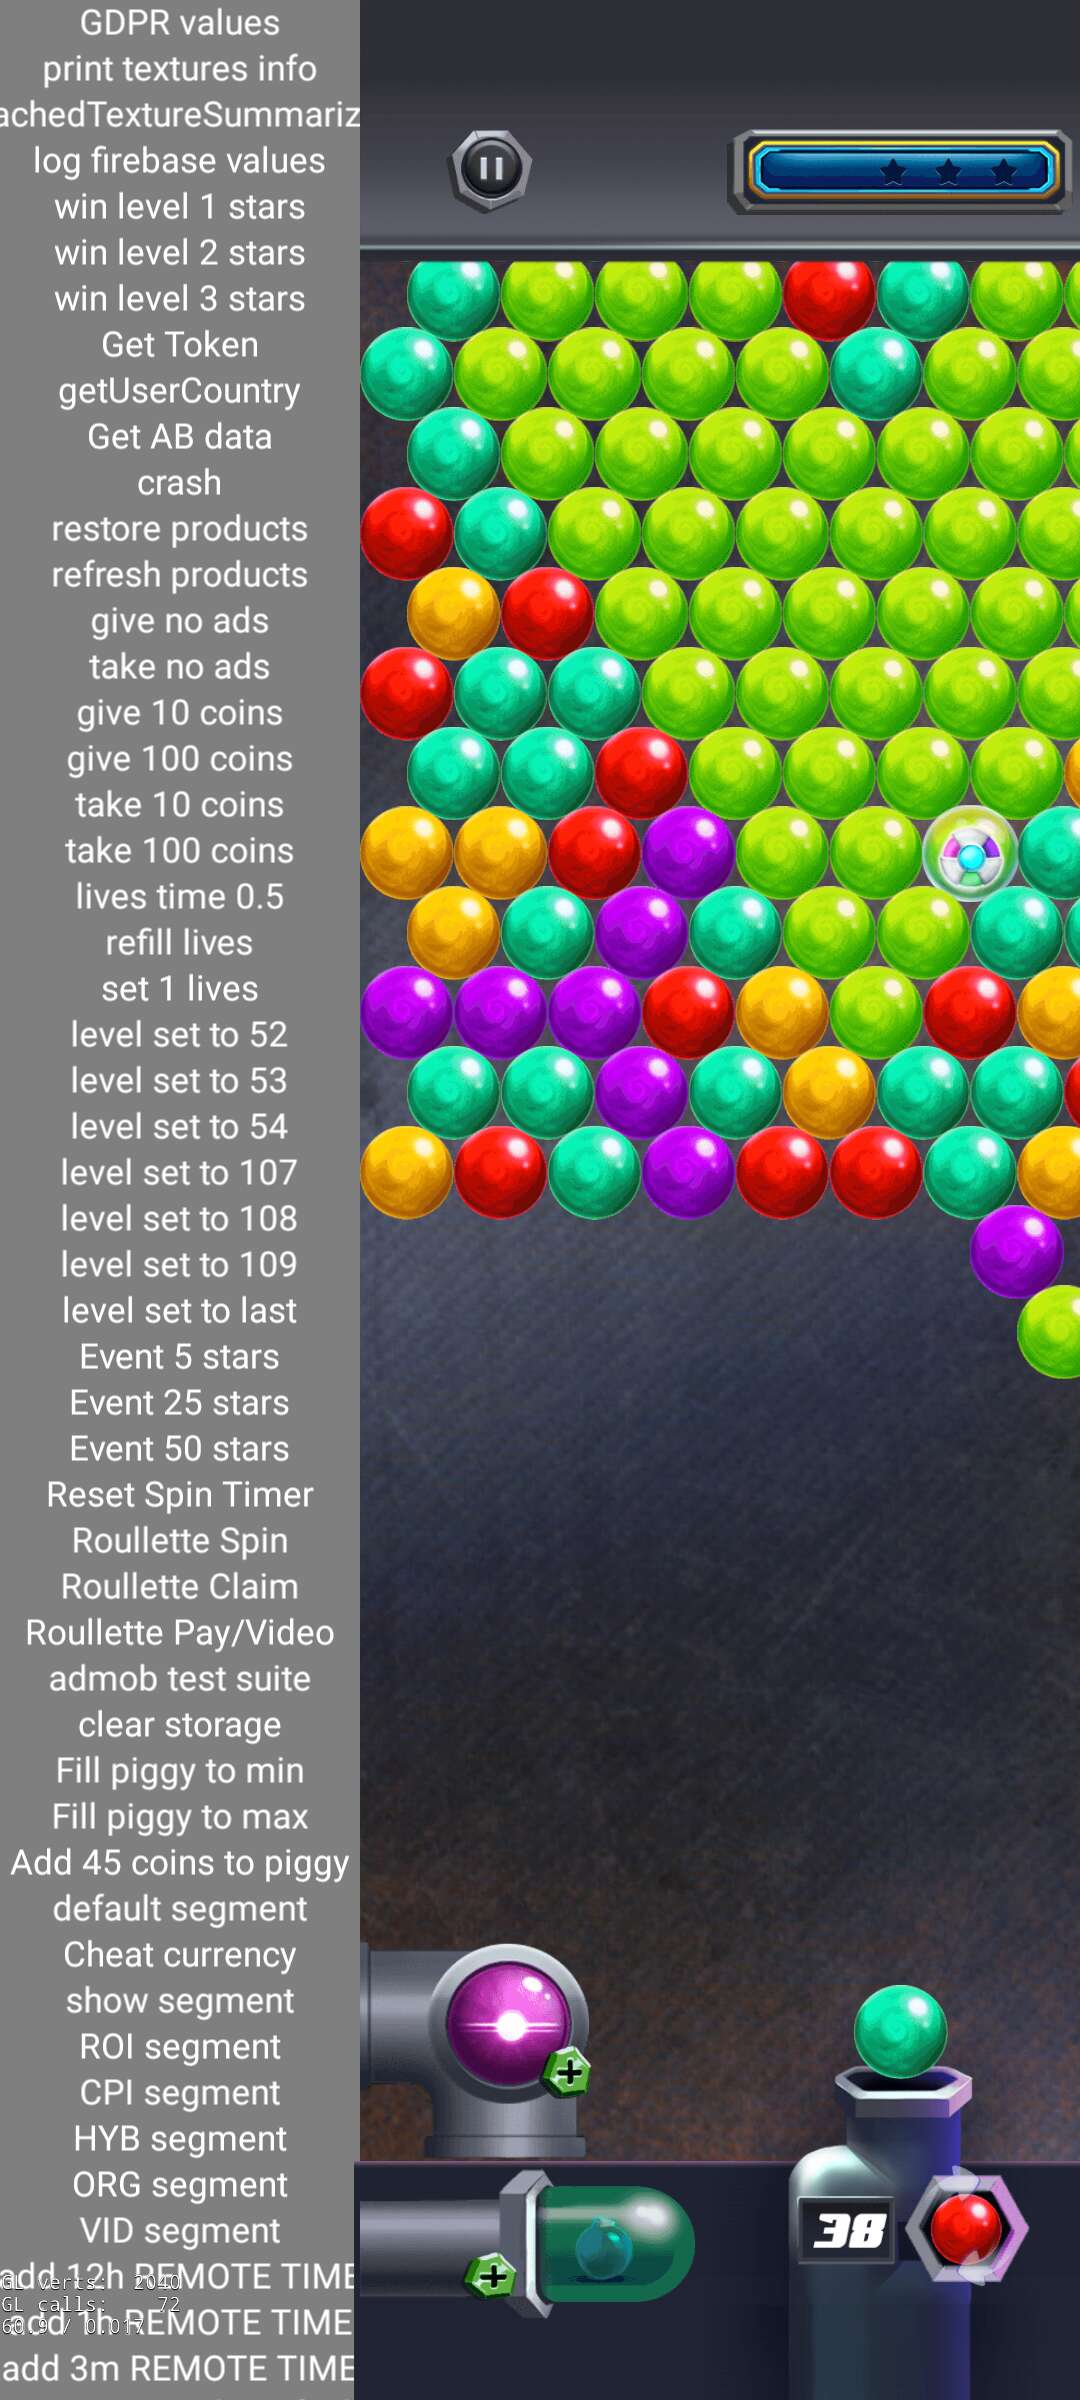 GDPR values
print textures info
achedTextureSummariz
log firebase values
win level 1 stars
win level 2 stars
win level 3 stars
Get Token
getUserCountry
Get AB data
crash
restore products
refresh products
give no ads
take no ads
give 10 coins
give 100 coins
take 10 coins
take 100 coins
lives time 0.5
refill lives
set 1 lives
level set to 52
level set to 53
level set to 54
level set to 107
level set to 108
level set to 109
level set to last
Event 5 stars
Event 25 stars
Event 50 stars
Reset Spin Timer
Roullette Spin
Roullette Claim
Roullette Pay/Video
admob test suite
clear storage
Fill piggy to min
Fill piggy to max
Add 45 coins to piggy
default segment
Cheat currency
show segment
ROI segment
CPI segment
HYB segment
ORG segment
VID segment
38
add 12h REMOTE TIME
GL verts: 2040
GL calls: 72
add 1h REMOTE TIME
60.9 / 0.017
add 3m REMOTE TIME